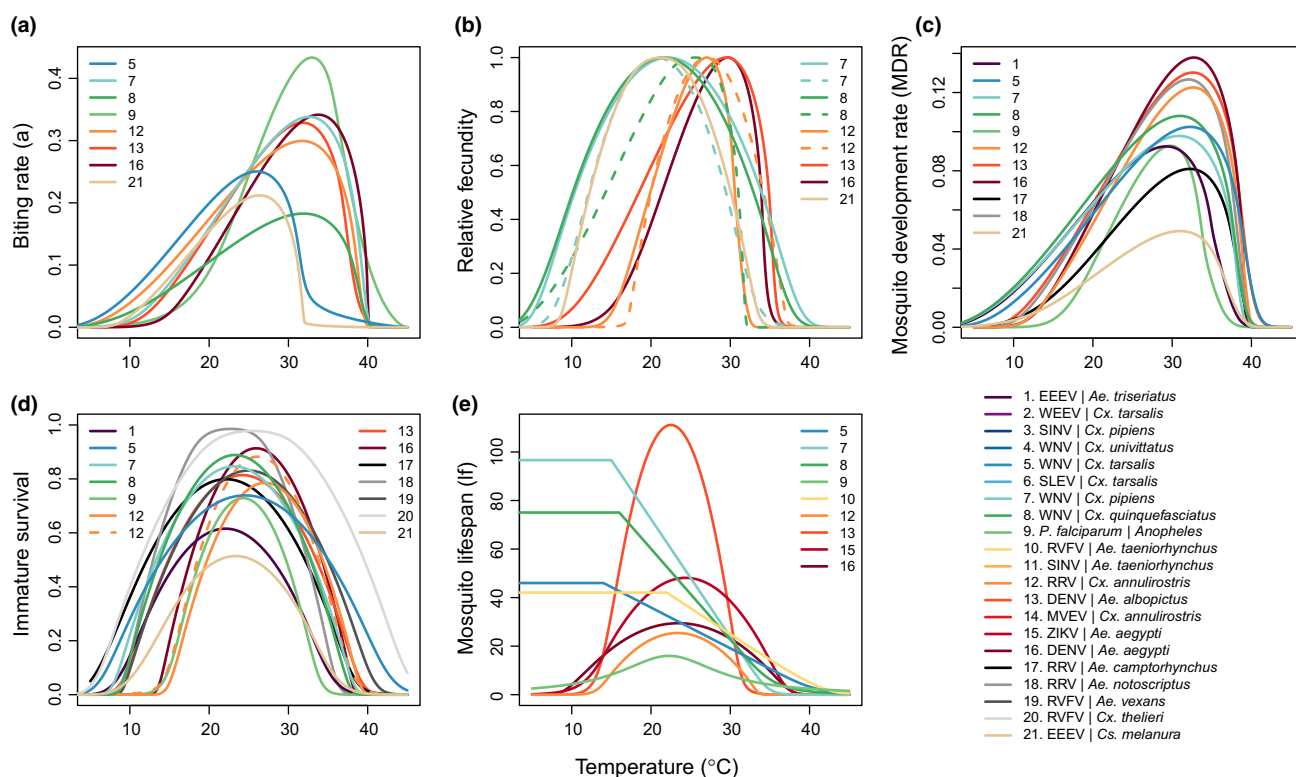 (a)
Biting rate (a)
0.0 0.1 0.2 0.3 0.4
10 20 30 40
5
7
8
9
12
13
16
21
(b)
Relative fecundity
0.0 0.2 0.4 0.6 0.8 1.0
10 20 30 40
7
7
8
8
12
12
13
16
21
(c)
Mosquito development rate (MDR)
0.00 0.04 0.08 0.12
10 20 30 40
1
5
7
8
9
12
13
16
17
18
21
(d)
Immature survival
0.0 0.2 0.4 0.6 0.8 1.0
10 20 30 40
1
5
7
8
9
12
12
13
16
17
18
19
20
21
(e)
Mosquito lifespan (lf)
0 20 40 60 80 100
10 20 30 40
5
7
8
9
10
12
13
15
16
Temperature (°C)
1. EEEV | Ae. triseriatus
2. WEEV | Cx. tarsalis
3. SINV | Cx. pipiens
4. WNV | Cx. univittatus
5. WNV | Cx. tarsalis
6. SLEV | Cx. tarsalis
7. WNV | Cx. pipiens
8. WNV | Cx. quinquefasciatus
9. P. falciparum | Anopheles
10. RVFV | Ae. taeniorhynchus
11. SINV | Ae. taeniorhynchus
12. RRV | Cx. annulirostris
13. DENV | Ae. albopictus
14. MVEV | Cx. annulirostris
15. ZIKV | Ae. aegypti
16. DENV | Ae. aegypti
17. RRV | Ae. camptorhynchus
18. RRV | Ae. notoscriptus
19. RVFV | Ae. vexans
20. RVFV | Cx. thelieri
21. EEEV | Cs. melanura